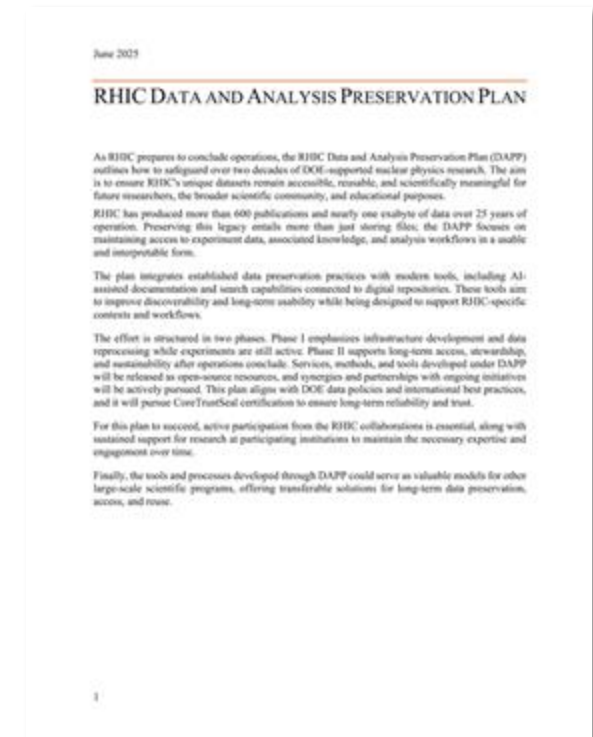 June 2025
RHIC DATA AND ANALYSIS PRESERVATION PLAN
As RHIC prepares to conclude operations, the RHIC Data and Analysis Preservation Plan (DAPP)
outlines how to safeguard over two decades of DOE-supported nuclear physics research. The aim
is to ensure RHIC's unique datasets remain accessible, reusable, and scientifically meaningful for
future researchers, the broader scientific community, and educational purposes.
RHIC has produced more than 600 publications and nearly one exabyte of data over 25 years of
operation. Preserving this legacy entails more than just storing files; the DAPP focuses on
maintaining access to experiment data, associated knowledge, and analysis workflows in a usable
and interpretable form.
The plan integrates established data preservation practices with modern tools, including AI-
assisted documentation and search capabilities connected to digital repositories. These tools aim
to improve discoverability and long-term usability while being designed to support RHIC-specific
contexts and workflows.
The effort is structured in two phases. Phase I emphasizes infrastructure development and data
reprocessing while experiments are still active. Phase II supports long-term access, stewardship,
and sustainability after operations conclude. Services, methods, and tools developed under DAPP
will be released as open-source resources, and synergies and partnerships with ongoing initiatives
will be actively pursued. This plan aligns with DOE data policies and international best practices,
and it will pursue CoreTrustSeal certification to ensure long-term reliability and trust.
For this plan to succeed, active participation from the RHIC collaborations is essential, along with
sustained support for research at participating institutions to maintain the necessary expertise and
engagement over time.
Finally, the tools and processes developed through DAPP could serve as valuable models for other
large-scale scientific programs, offering transferable solutions for long-term data preservation,
access, and reuse.
1